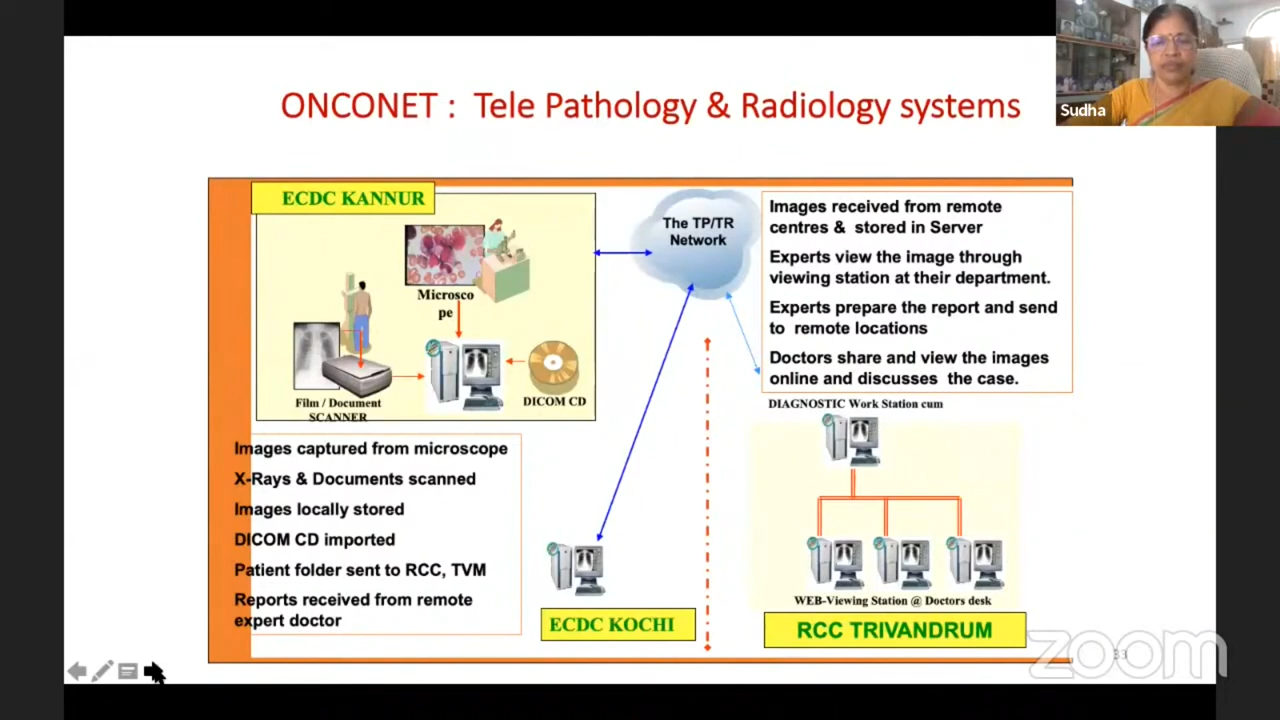 ONCONET : Tele Pathology & Radiology systems
Sudha
ECDC KANNUR
Microsco
pe
Film / Document
SCANNER
DICOM CD
The TP/TR
Network
Images received from remote
centres & stored in Server
Experts view the image through
viewing station at their department.
Experts prepare the report and send
to remote locations
Doctors share and view the images
online and discusses the case.
Images captured from microscope
X-Rays & Documents scanned
Images locally stored
DICOM CD imported
Patient folder sent to RCC, TVM
Reports received from remote
expert doctor
ECDC KOCHI
DIAGNOSTIC Work Station cum
WEB-Viewing Station @ Doctors desk
RCC TRIVANDRUM
33
zoom